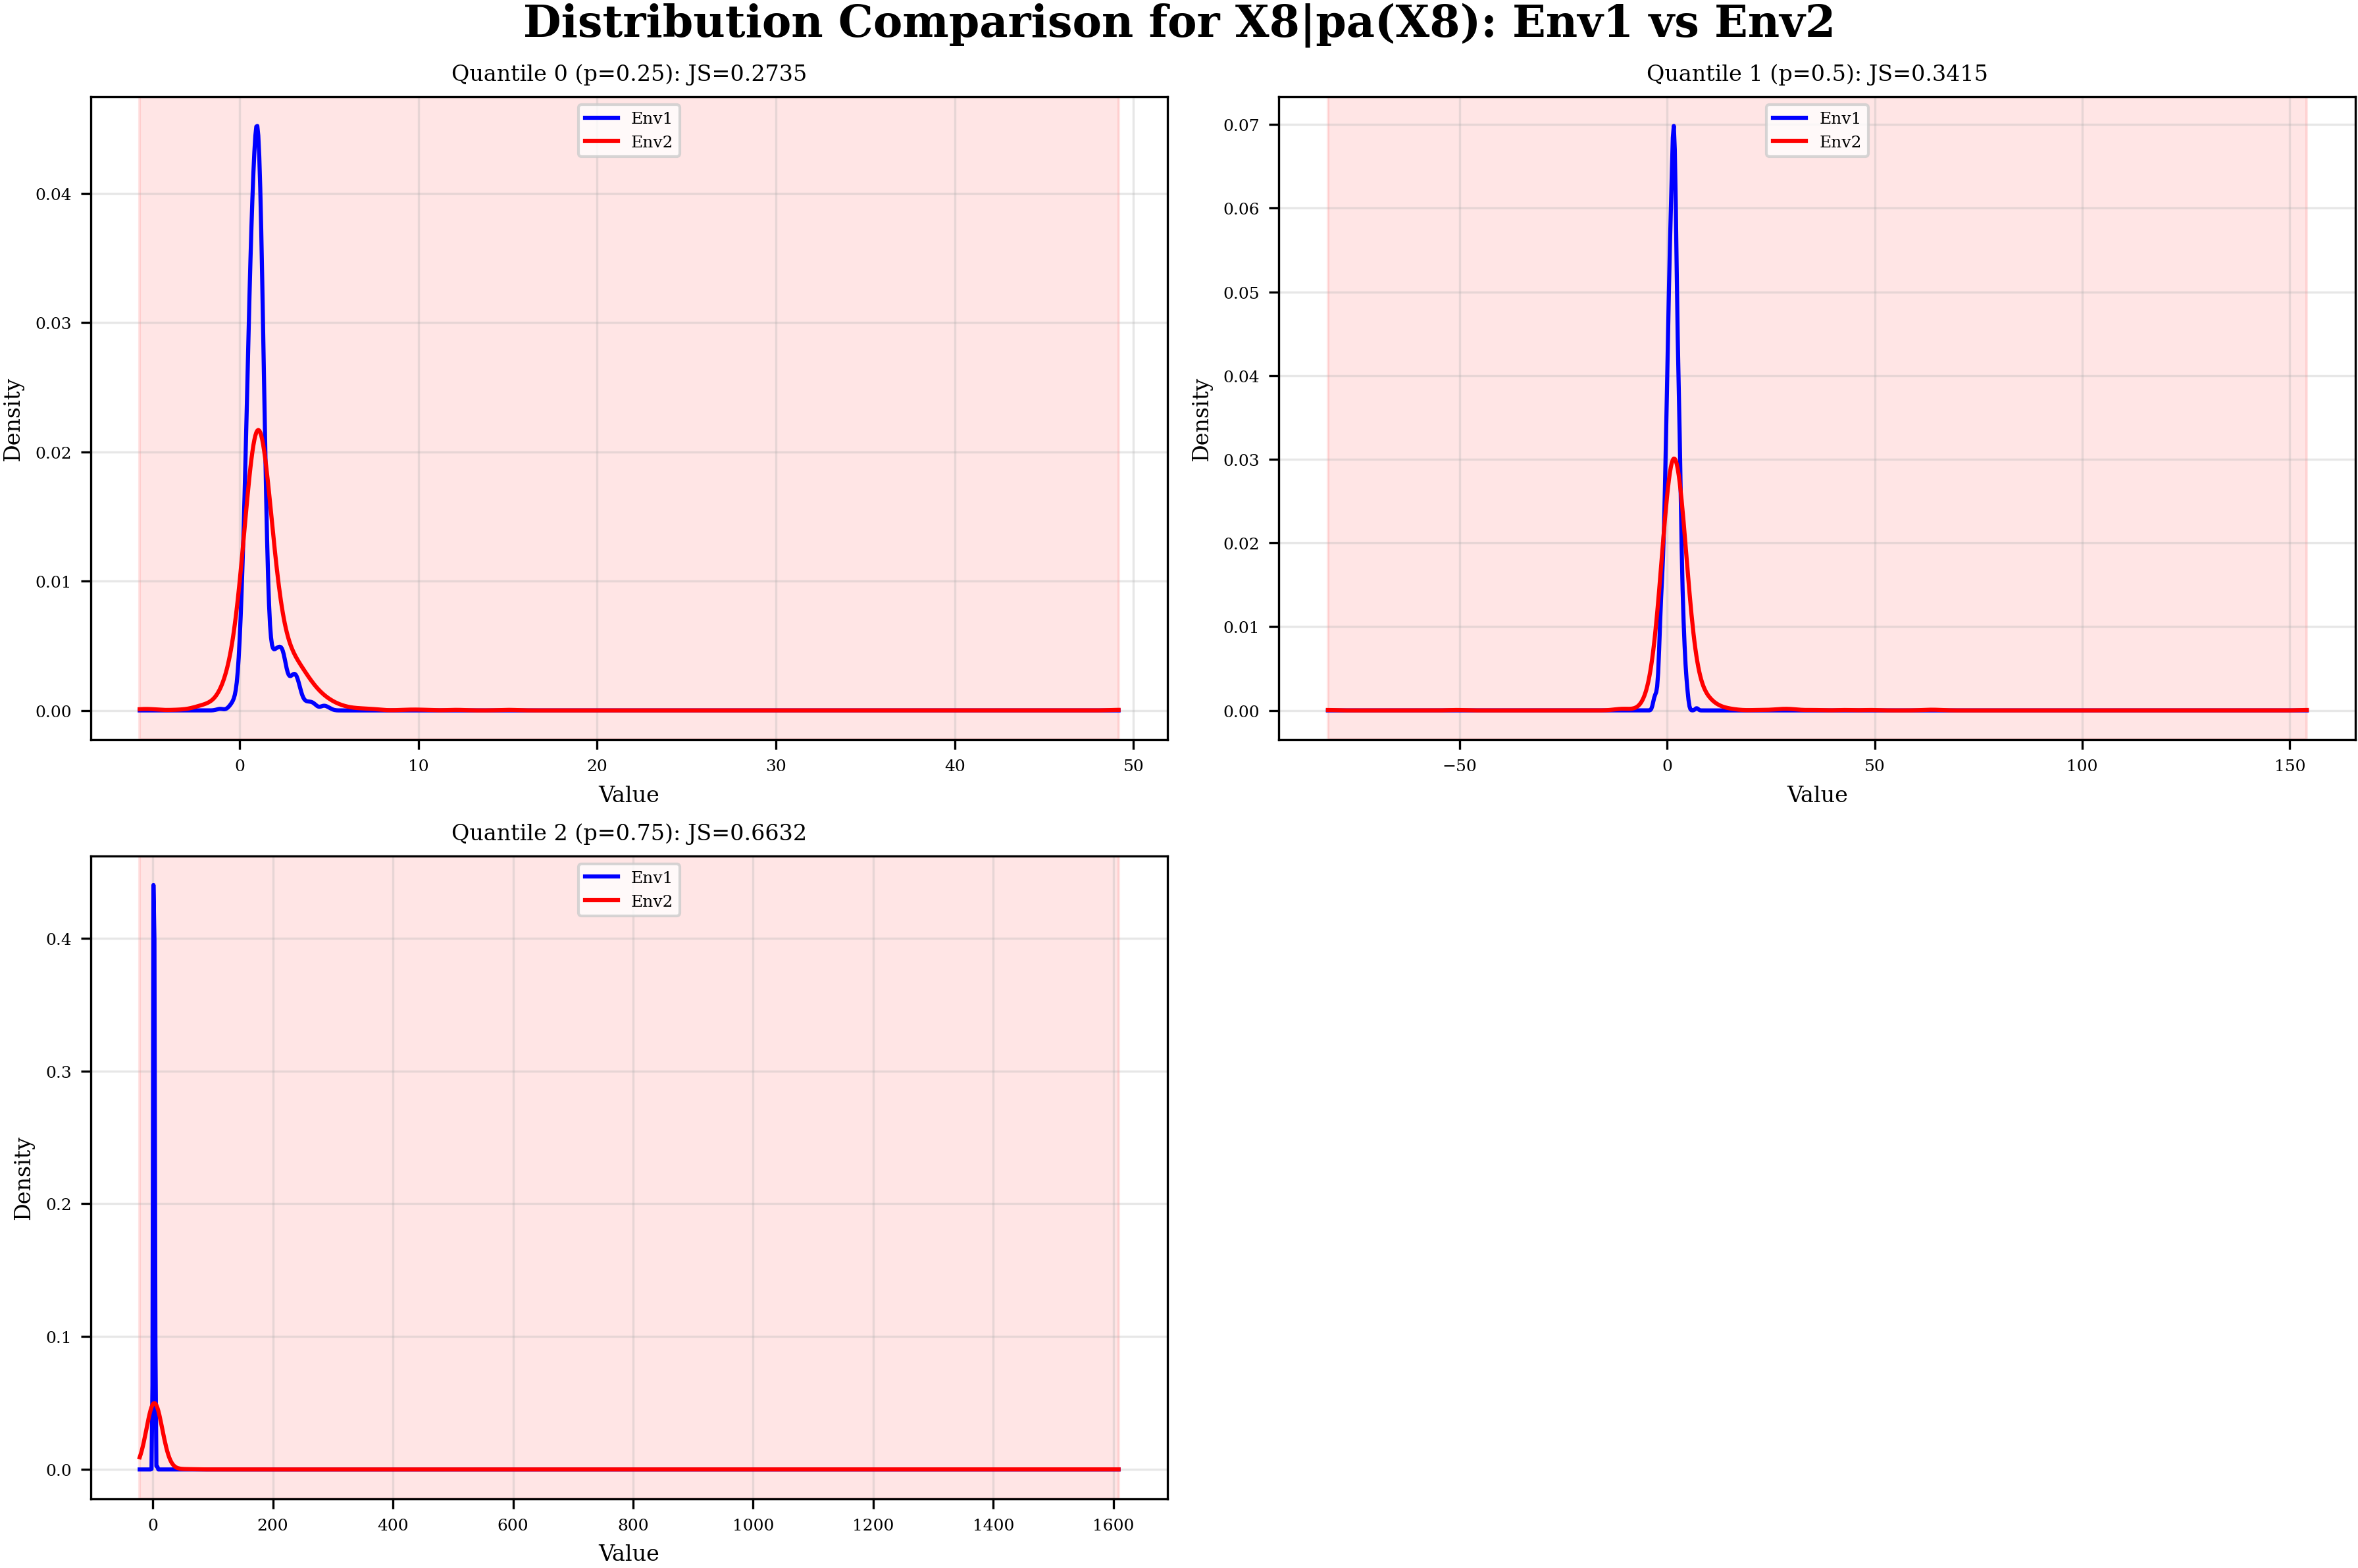 Distribution Comparison for X8|pa(X8): Env1 vs Env2
Quantile 0 (p=0.25): JS=0.2735
Env1
Env2
Density
0.04
0.03
0.02
0.01
0.00
0 10 20 30 40 50
Value
Quantile 1 (p=0.5): JS=0.3415
Env1
Env2
Density
0.07
0.06
0.05
0.04
0.03
0.02
0.01
0.00
−50 0 50 100 150
Value
Quantile 2 (p=0.75): JS=0.6632
Env1
Env2
Density
0.4
0.3
0.2
0.1
0.0
0 200 400 600 800 1000 1200 1400 1600
Value